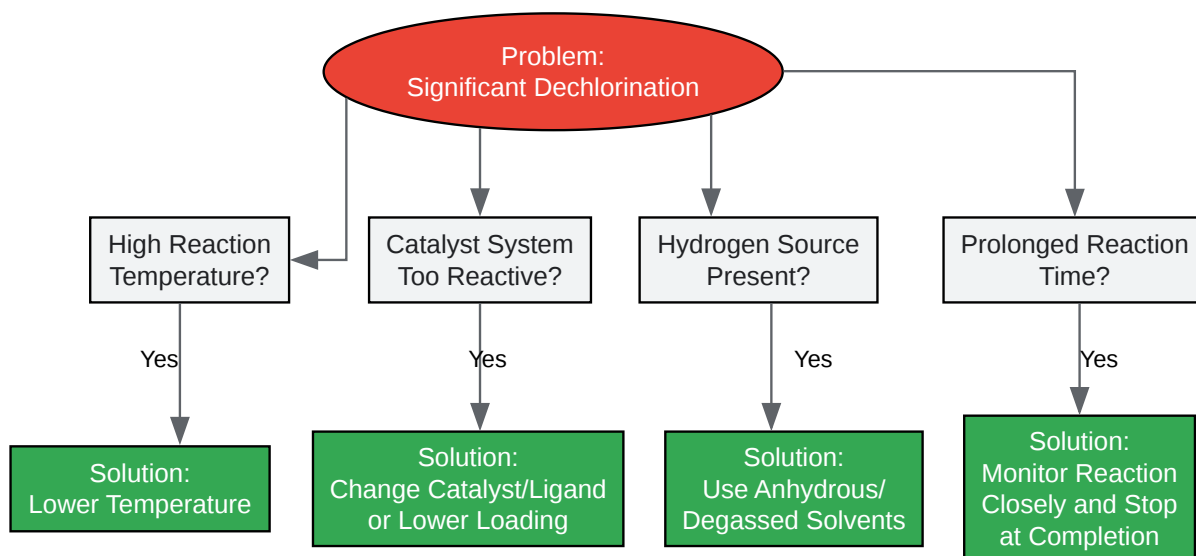 Problem:
Significant Dechlorination
High Reaction
Temperature?
Catalyst System
Too Reactive?
Hydrogen Source
Present?
Prolonged Reaction
Time?
Yes
Yes
Yes
Yes
Solution:
Lower Temperature
Solution:
Change Catalyst/Ligand
or Lower Loading
Solution:
Use Anhydrous/
Degassed Solvents
Solution:
Monitor Reaction
Closely and Stop
at Completion